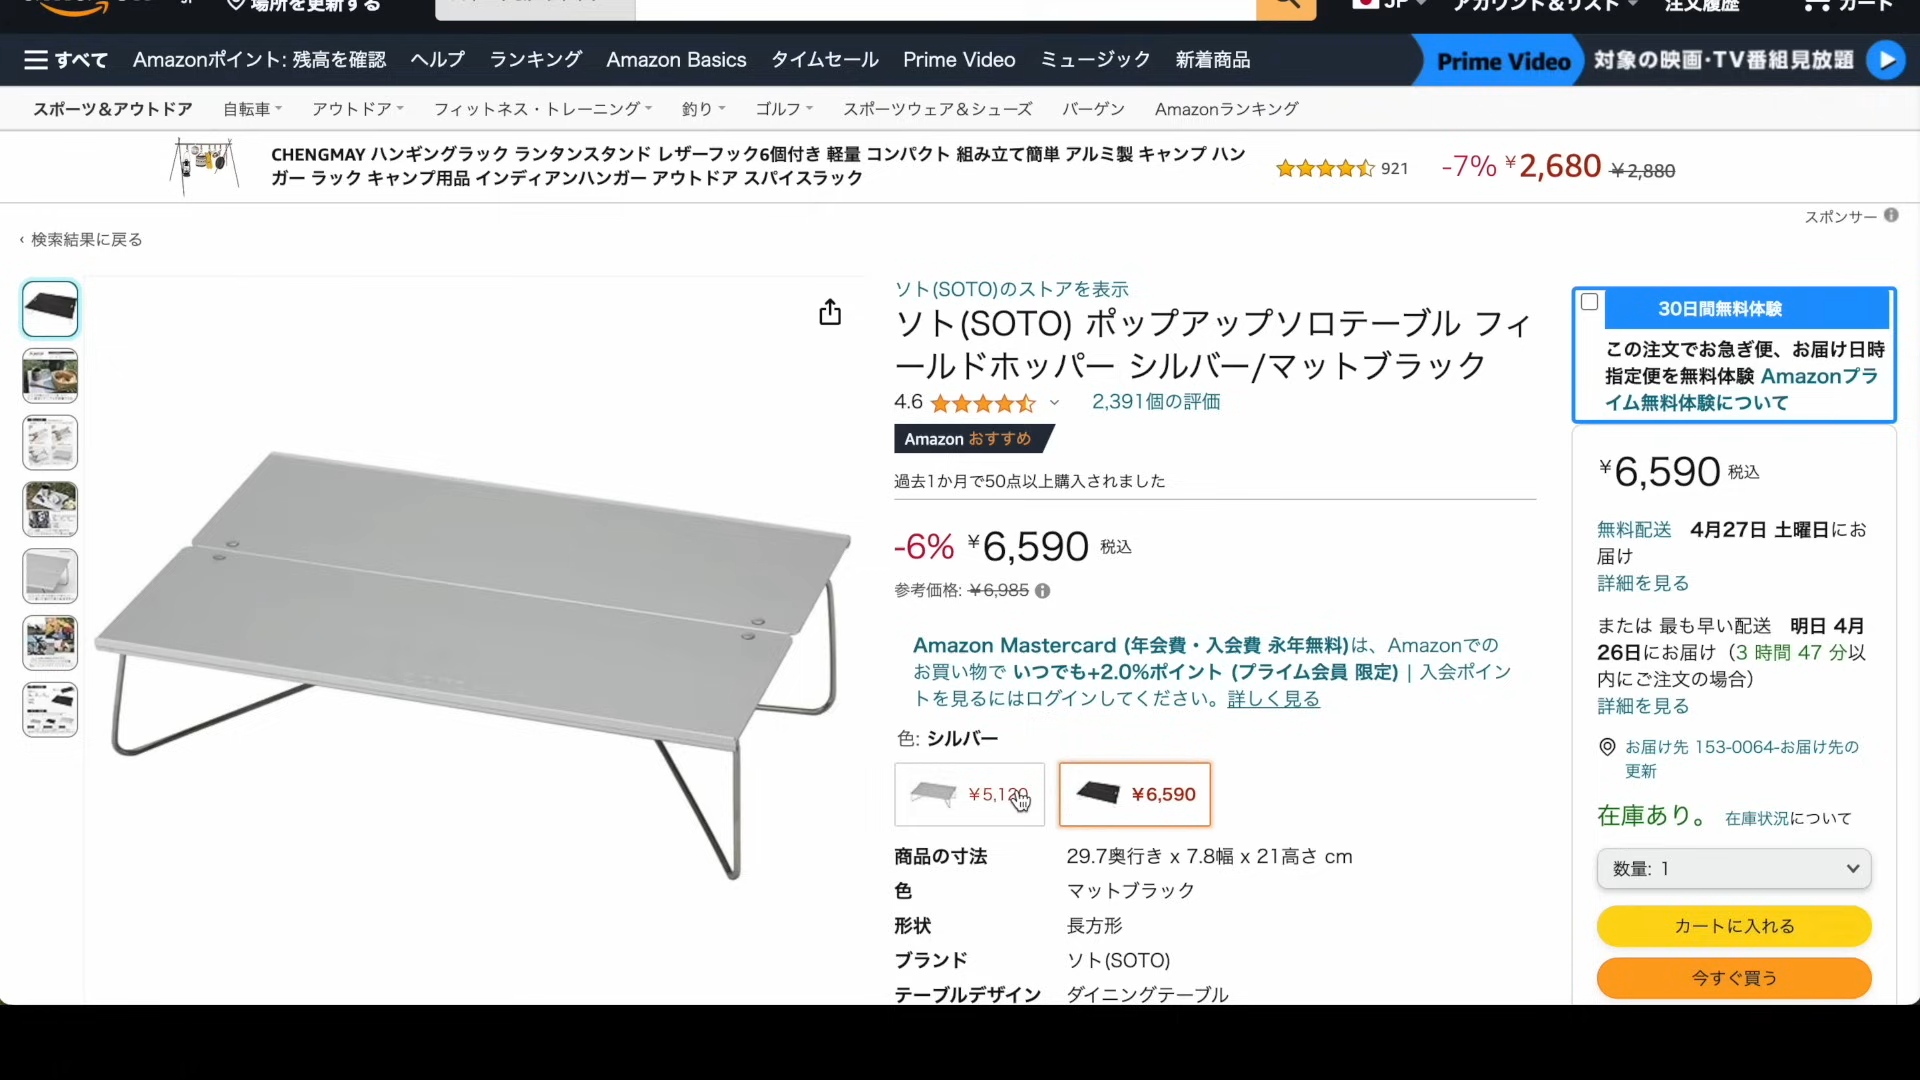 場所を更新する
JP
アカウント&リスト
注文履歴
カート
すべて
Amazonポイント: 残高を確認
ヘルプ
ランキング
Amazon Basics
タイムセール
Prime Video
ミュージック
新着商品
Prime Video 対象の映画・TV番組見放題
スポーツ&アウトドア
自転車
アウトドア
フィットネス・トレーニング
釣り
ゴルフ
スポーツウェア&シューズ
バーゲン
Amazonランキング
CHENGMAY ハンギングラック ランタンスタンド レザーフック6個付き 軽量 コンパクト 組み立て簡単 アルミ製 キャンプ ハン
ガー ラック キャンプ用品 インディアンハンガー アウトドア スパイスラック
921
-7% ¥2,680 ¥2,880
スポンサー
‹ 検索結果に戻る
ソト(SOTO)のストアを表示
ソト(SOTO) ポップアップソロテーブル フィ
ールドホッパー シルバー/マットブラック
4.6
2,391個の評価
Amazon おすすめ
過去1か月で50点以上購入されました
-6% ¥6,590 税込
参考価格: ¥6,985
Amazon Mastercard (年会費・入会費 永年無料)は、Amazonでの
お買い物で いつでも+2.0%ポイント (プライム会員 限定) | 入会ポイン
トを見るにはログインしてください。詳しく見る
色: シルバー
¥5,120
¥6,590
商品の寸法 29.7奥行き x 7.8幅 x 21高さ cm
色 マットブラック
形状 長方形
ブランド ソト(SOTO)
テーブルデザイン ダイニングテーブル
30日間無料体験
この注文でお急ぎ便、お届け日時
指定便を無料体験 Amazonプラ
イム無料体験について
¥6,590 税込
無料配送 4月27日 土曜日にお
届け
詳細を見る
または 最も早い配送 明日 4月
26日にお届け（3 時間 47 分以
内にご注文の場合）
詳細を見る
お届け先 153-0064-お届け先の
更新
在庫あり。 在庫状況について
数量: 1
カートに入れる
今すぐ買う